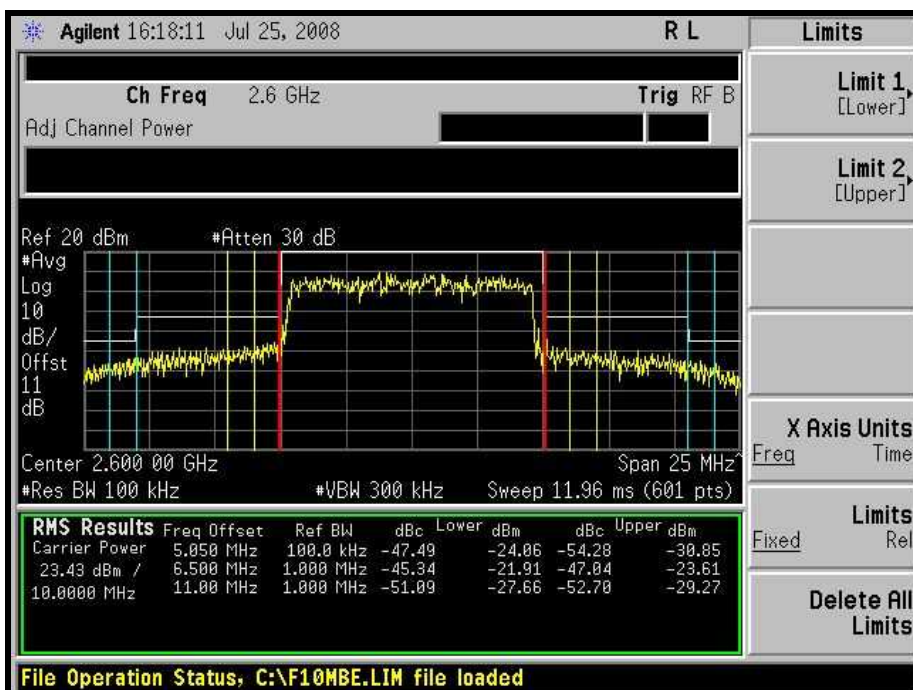 Agilent 16:18:11 Jul 25, 2008 R L
Limits
Ch Freq 2.6 GHz Trig RF B
Adj Channel Power
Limit 1
[Lower]
Limit 2
[Upper]
Ref 20 dBm #Atten 30 dB
#Avg
Log
10
dB/
Offst
11
dB
Center 2.600 00 GHz Span 25 MHz^
#Res BW 100 kHz #VBW 300 kHz Sweep 11.96 ms (601 pts)
X Axis Units
Freq Time
Limits
Fixed Rel
Delete All
Limits
RMS Results Freq Offset Ref BW dBc Lower dBm dBc Upper dBm
Carrier Power 5.050 MHz 100.0 kHz -47.49 -24.06 -54.28 -30.85
23.43 dBm / 6.500 MHz 1.000 MHz -45.34 -21.91 -47.04 -23.61
10.0000 MHz 11.00 MHz 1.000 MHz -51.09 -27.66 -52.70 -29.27
File Operation Status, C:\F10MBE.LIM file loaded